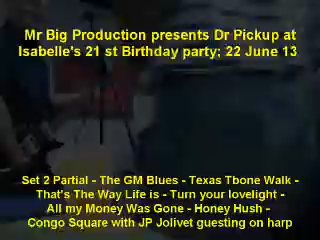 Mr Big Production presents Dr Pickup at
Isabelle's 21 st Birthday party; 22 June 13
Set 2 Partial - The GM Blues - Texas Tbone Walk -
That's The Way Life is - Turn your lovelight -
All my Money Was Gone - Honey Hush -
Congo Square with JP Jolivet guesting on harp